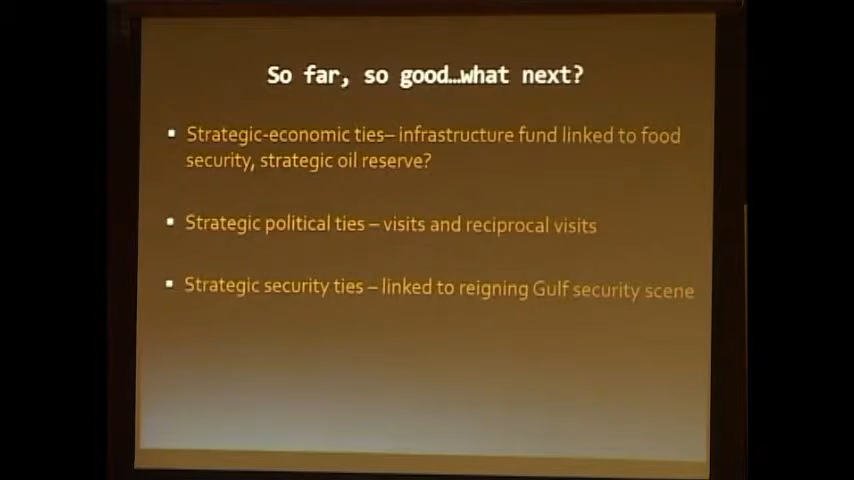 So far, so good…what next?
▪ Strategic-economic ties– infrastructure fund linked to food
security, strategic oil reserve?
▪ Strategic political ties – visits and reciprocal visits
▪ Strategic security ties – linked to reigning Gulf security scene